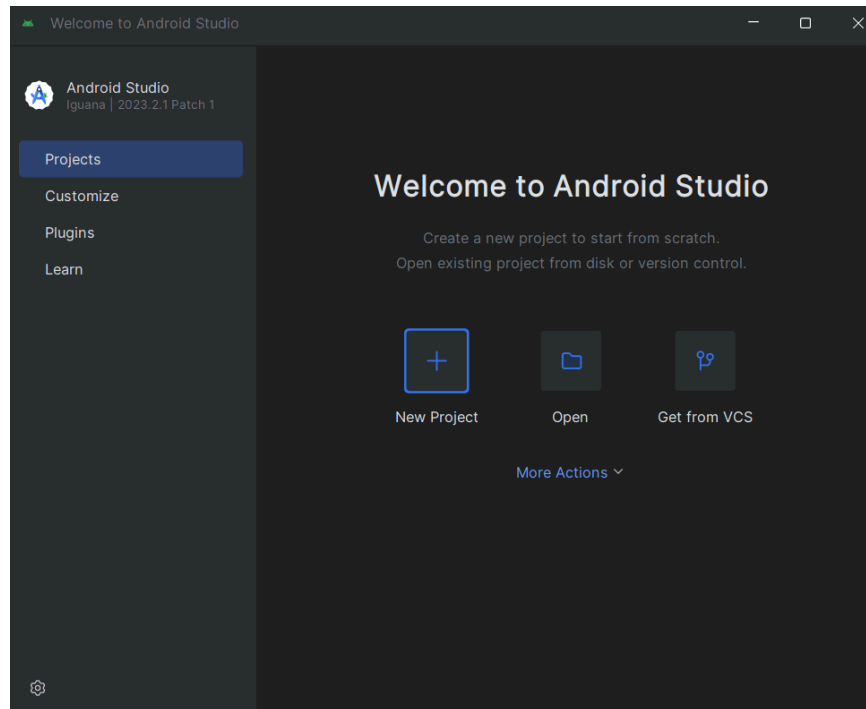 Welcome to Android Studio
Android Studio
Iguana | 2023.2.1 Patch 1
Projects
Customize
Plugins
Learn
Welcome to Android Studio
Create a new project to start from scratch.
Open existing project from disk or version control.
New Project
Open
Get from VCS
More Actions